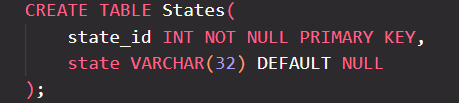 CREATE TABLE States(
    state_id INT NOT NULL PRIMARY KEY,
    state VARCHAR(32) DEFAULT NULL
);